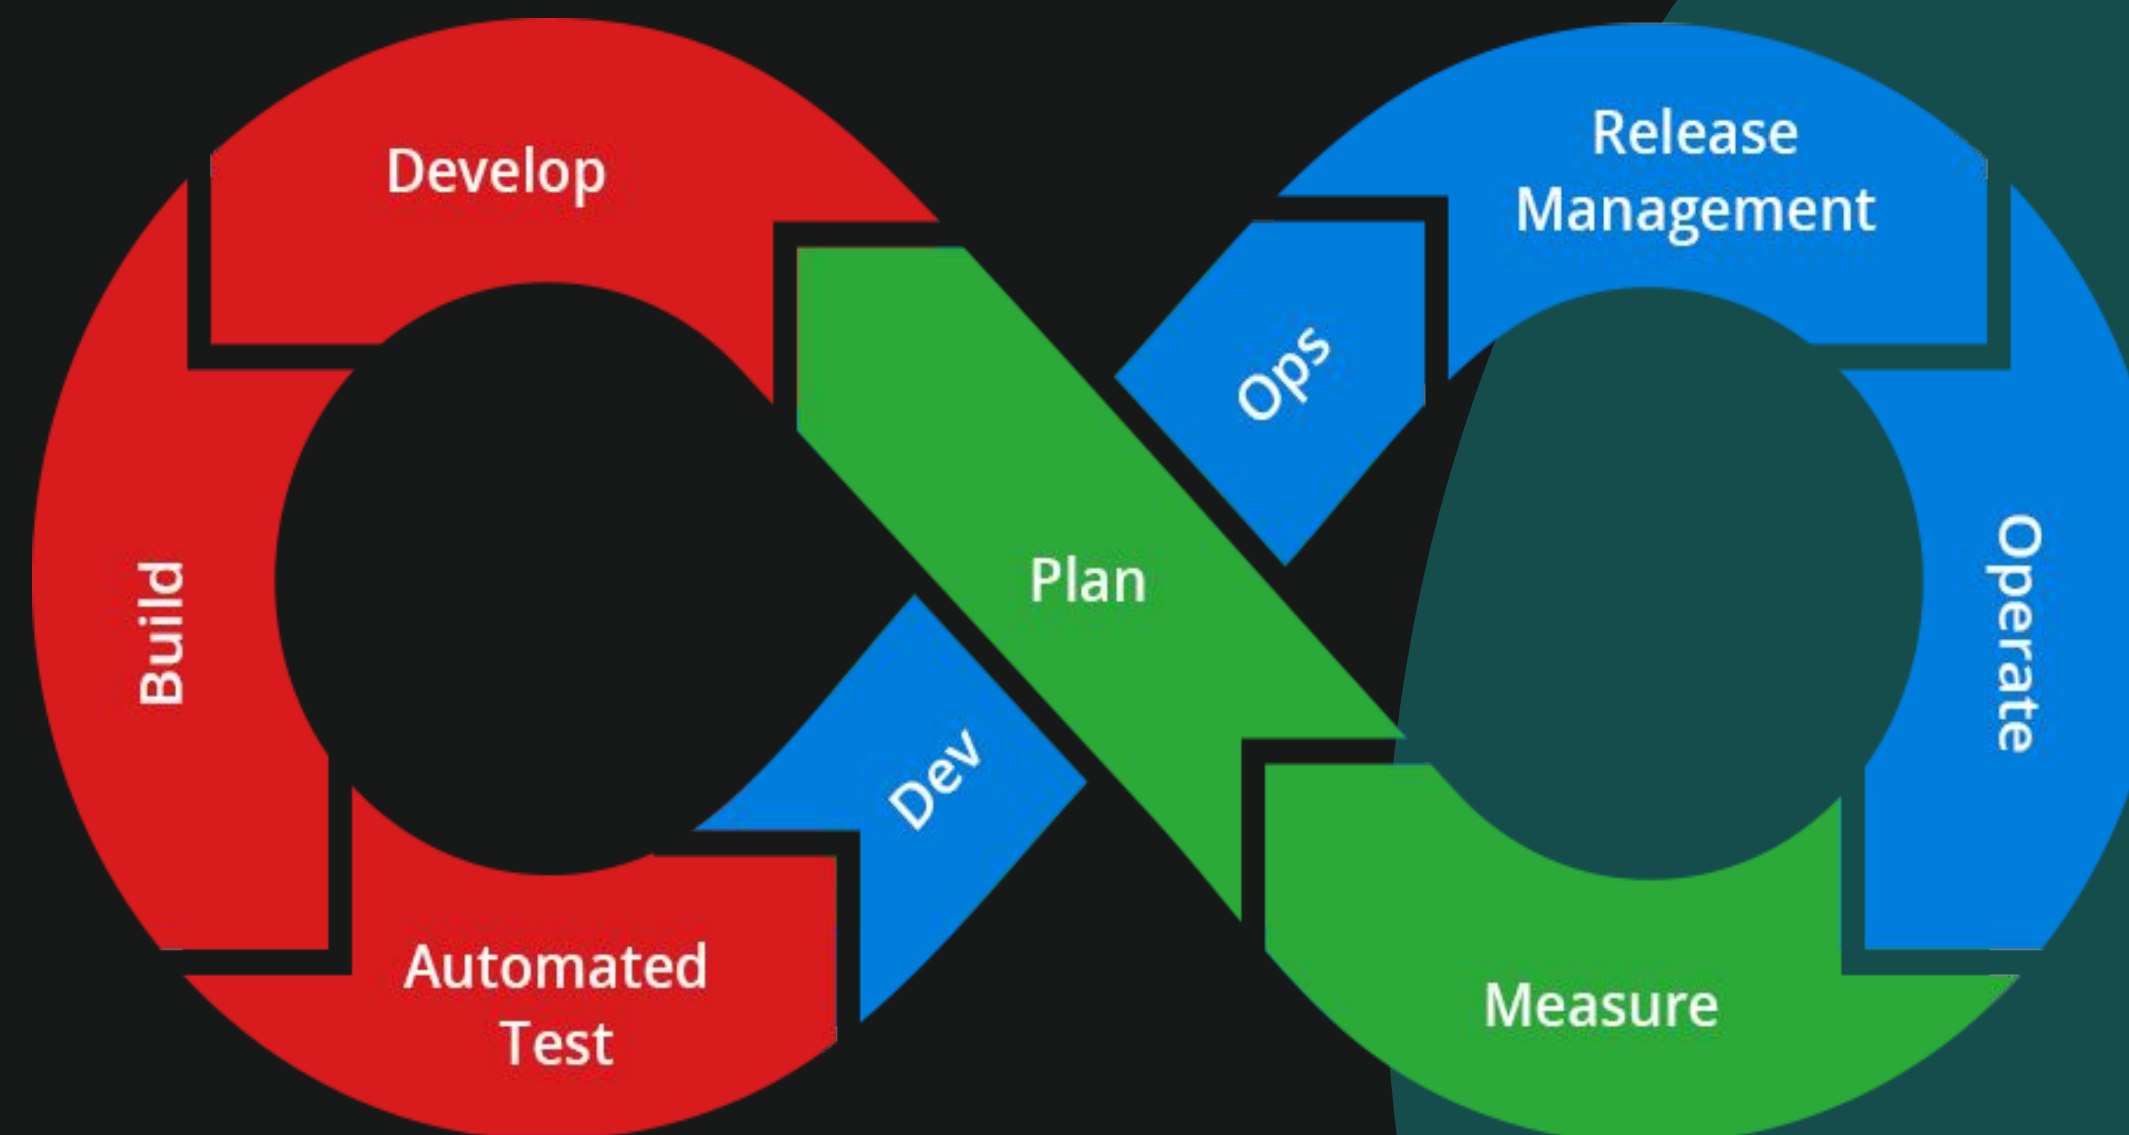 Develop
Release
Management
Ops
Plan
Build
Operate
Dev
Automated
Test
Measure